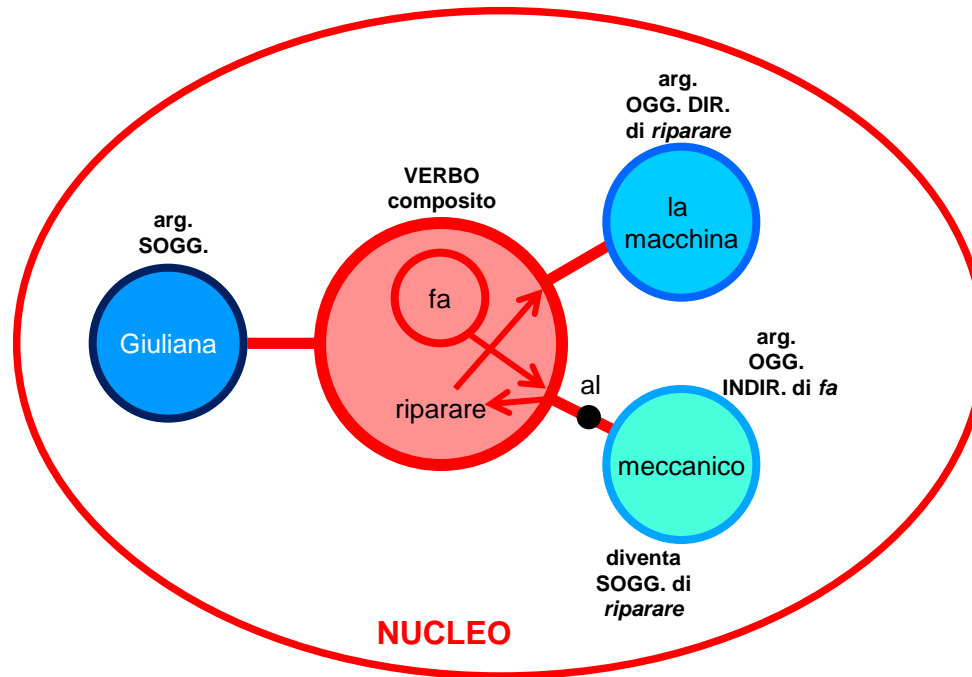 arg.
SOGG.
Giuliana
VERBO
composito
fa
riparare
arg.
OGG. DIR.
di riparare
la
macchina
al
arg.
OGG.
INDIR. di fa
meccanico
diventa
SOGG. di
riparare
NUCLEO